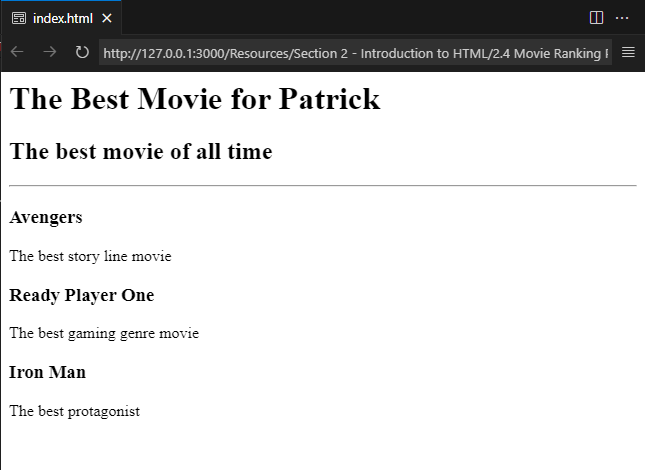 index.html
http://127.0.0.1:3000/Resources/Section 2 - Introduction to HTML/2.4 Movie Ranking
The Best Movie for Patrick
The best movie of all time
Avengers
The best story line movie
Ready Player One
The best gaming genre movie
Iron Man
The best protagonist